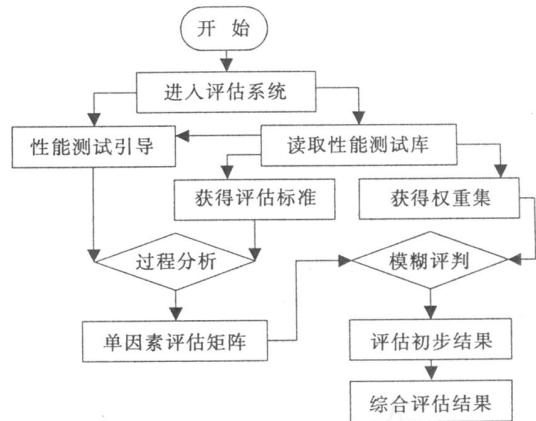 开 始
进入评估系统
性能测试引导
读取性能测试库
获得评估标准
获得权重集
过程分析
模糊评判
单因素评估矩阵
评估初步结果
综合评估结果